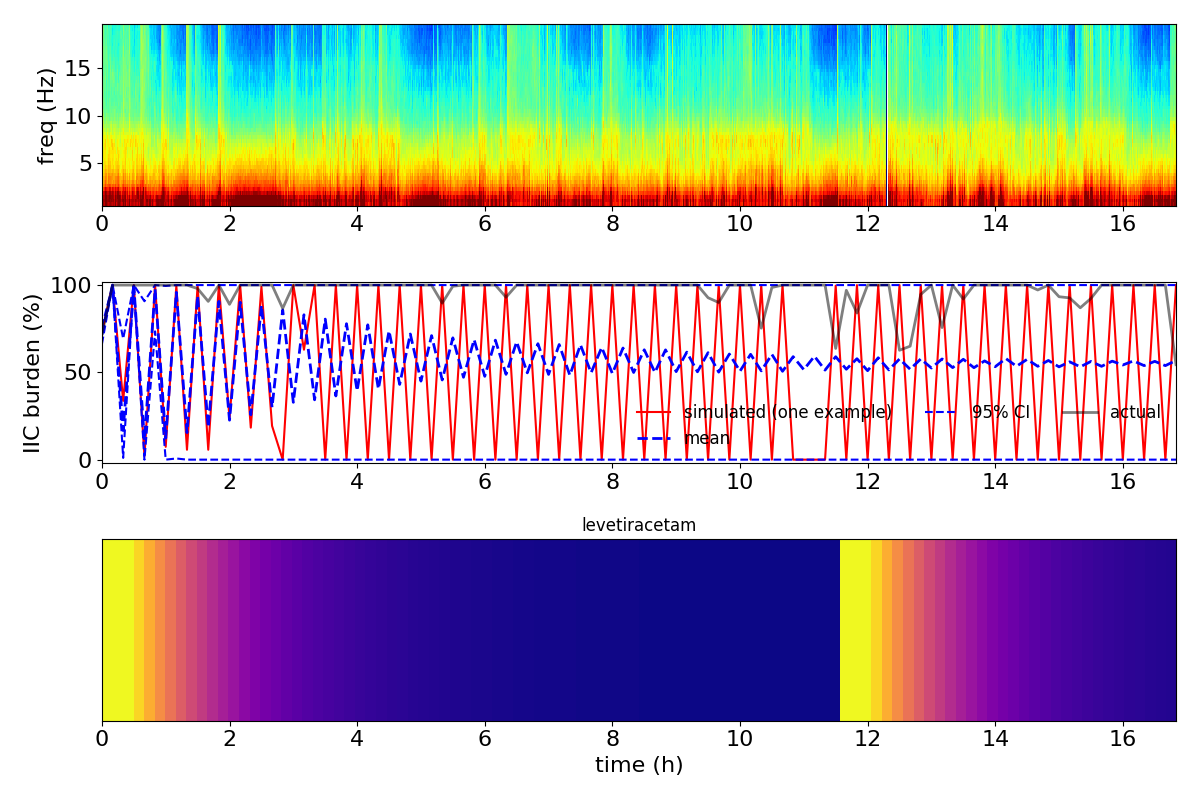 freq (Hz)
15
10
5
0 2 4 6 8 10 12 14 16
IIC burden (%)
100
50
0
simulated (one example)
mean
95% CI
actual
0 2 4 6 8 10 12 14 16
levetiracetam
0 2 4 6 8 10 12 14 16
time (h)